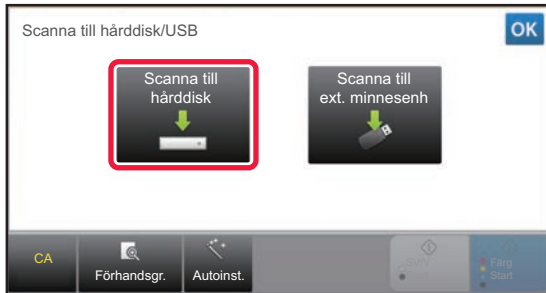 Scanna till hårddisk/USB
OK
Scanna till
hårddisk
Scanna till
ext. minnesenh
CA
Förhandsgr.
Autoinst.
Färg
Start